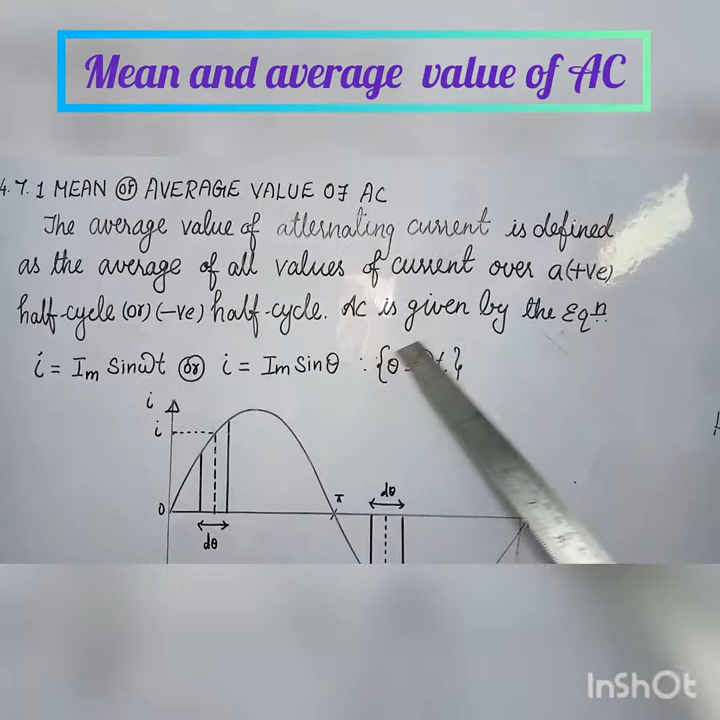 Mean and average value of AC
4.7.1 MEAN OR AVERAGE VALUE OF AC
The average value of alternating current is defined
as the average of all values of current over a (+ve)
half-cycle (or) (-ve) half-cycle. AC is given by the Eqn.
i = Im Sinωt or i = Im Sinθ : {θ = t}
i
i
0
π
dθ
dθ
InShOt